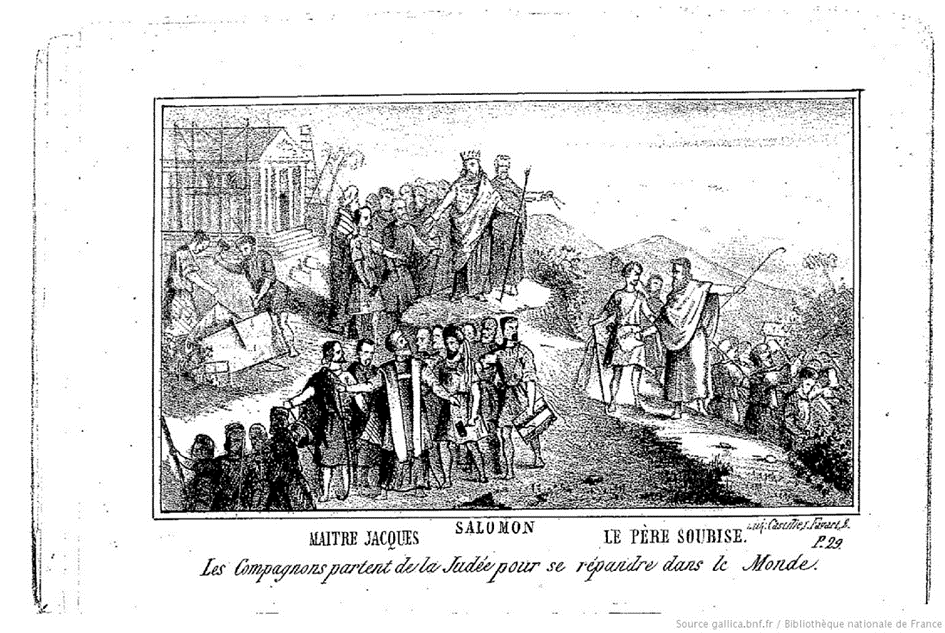 SALOMON
MAITRE JACQUES LE PÈRE SOUBISE.
P. 29.
Les Compagnons partent de la Judée pour se répandre dans le Monde.
Source gallica.bnf.fr / Bibliothèque nationale de France